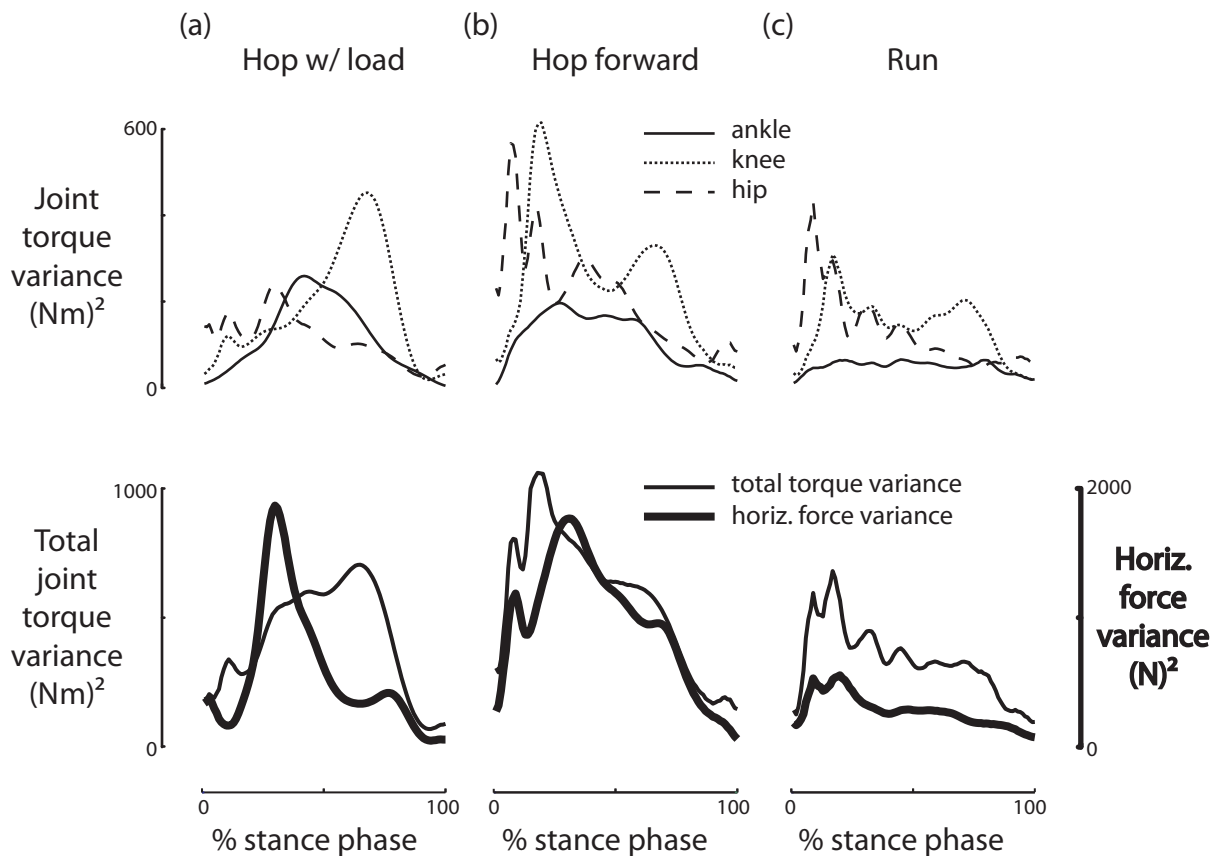 (a)
(b)
(c)
Hop w/ load
Hop forward
Run
600
0
Joint
torque
variance
(Nm)²
ankle
knee
hip
1000
0
Total
joint
torque
variance
(Nm)²
total torque variance
horiz. force variance
2000
0
Horiz.
force
variance
(N)²
0
100
0
100
0
100
% stance phase
% stance phase
% stance phase